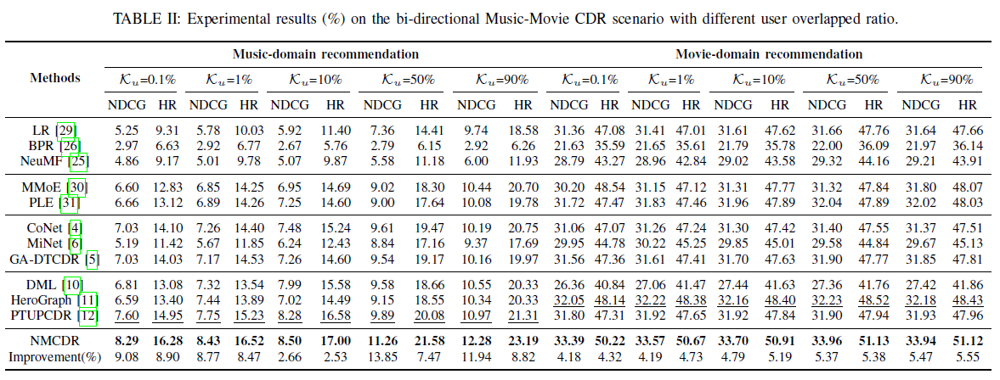 TABLE II: Experimental results (%) on the bi-directional Music-Movie CDR scenario with different user overlapped ratio.
Methods Music-domain recommendation Movie-domain recommendation
𝒦u=0.1% 𝒦u=1% 𝒦u=10% 𝒦u=50% 𝒦u=90% 𝒦u=0.1% 𝒦u=1% 𝒦u=10% 𝒦u=50% 𝒦u=90%
NDCG HR NDCG HR NDCG HR NDCG HR NDCG HR NDCG HR NDCG HR NDCG HR NDCG HR NDCG HR
LR [29] 5.25 9.31 5.78 10.03 5.92 11.40 7.36 14.41 9.74 18.58 31.36 47.08 31.41 47.01 31.61 47.62 31.66 47.76 31.64 47.66
BPR [26] 2.97 6.63 2.92 6.77 2.67 5.76 2.79 6.15 2.92 6.26 21.63 35.59 21.65 35.61 21.79 35.78 22.00 36.09 21.97 36.14
NeuMF [25] 4.86 9.17 5.01 9.78 5.07 9.87 5.58 11.18 6.00 11.93 28.79 43.27 28.96 42.84 29.02 43.58 29.32 44.16 29.21 43.91
MMoE [30] 6.60 12.83 6.85 14.25 6.95 14.69 9.02 18.30 10.44 20.70 30.20 48.54 31.15 47.12 31.31 47.77 31.32 47.84 31.80 48.07
PLE [31] 6.66 13.12 6.89 14.26 7.25 14.60 9.00 17.64 10.08 19.78 31.72 47.47 31.83 47.46 31.96 47.89 32.04 47.89 32.02 48.03
CoNet [4] 7.03 14.10 7.26 14.40 7.48 15.24 9.61 19.47 10.19 20.75 31.06 47.07 31.26 47.24 31.30 47.42 31.40 47.55 31.37 47.51
MiNet [6] 5.19 11.42 5.67 11.85 6.24 12.43 8.84 17.16 9.37 17.69 29.95 44.78 30.22 45.25 29.85 45.01 29.58 44.84 29.67 45.13
GA-DTCDR [5] 7.03 14.03 7.17 14.53 7.26 14.60 9.54 19.17 10.16 19.97 31.56 47.36 31.61 47.41 31.70 47.63 31.90 47.77 31.85 47.81
DML [10] 6.81 13.08 7.32 13.54 7.99 15.58 9.58 18.66 10.55 20.33 26.36 40.84 27.06 41.47 27.44 41.63 27.36 41.76 27.42 41.86
HeroGraph [11] 6.59 13.40 7.44 13.89 7.02 14.49 9.15 18.55 10.34 20.33 32.05 48.14 32.22 48.38 32.16 48.40 32.23 48.52 32.18 48.43
PTUPCDR [12] 7.60 14.95 7.75 15.23 8.28 16.58 9.89 20.08 10.97 21.31 31.80 47.31 31.92 47.65 31.92 47.84 31.90 47.94 31.93 47.96
NMCDR 8.29 16.28 8.43 16.52 8.50 17.00 11.26 21.58 12.28 23.19 33.39 50.22 33.57 50.67 33.70 50.91 33.96 51.13 33.94 51.12
Improvement(%) 9.08 8.90 8.77 8.47 2.66 2.53 13.85 7.47 11.94 8.82 4.18 4.32 4.19 4.73 4.79 5.19 5.37 5.38 5.47 5.55